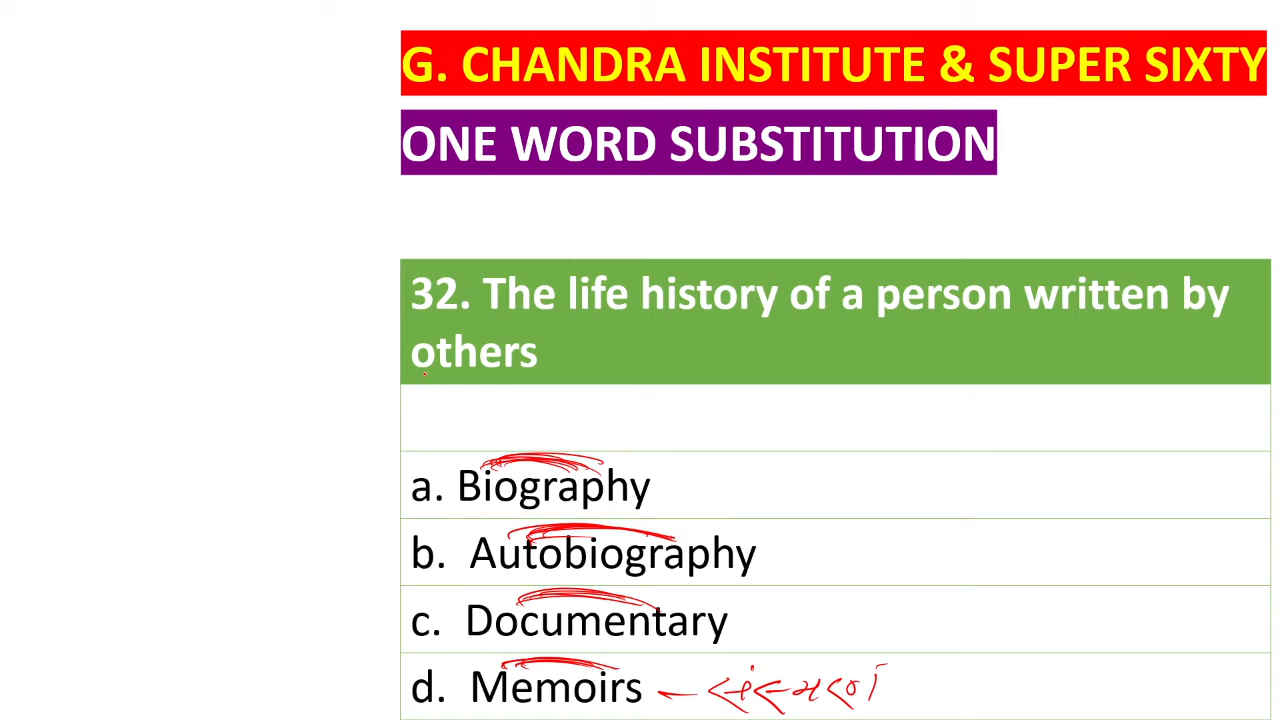 G. CHANDRA INSTITUTE & SUPER SIXTY
ONE WORD SUBSTITUTION
32. The life history of a person written by
others
a. Biography
b. Autobiography
c. Documentary
d. Memoirs –